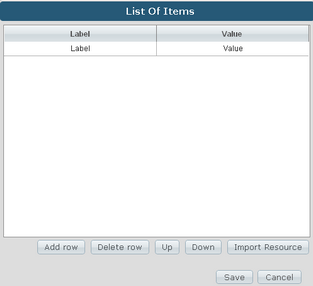 List Of Items
Label Value
Label Value
Add row Delete row Up Down Import Resource
Save Cancel